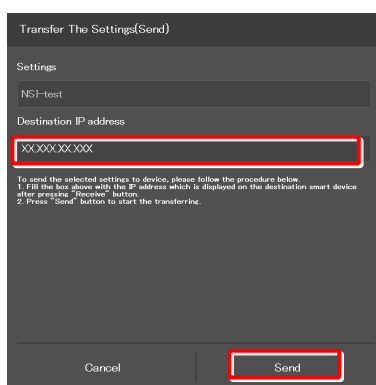 Transfer The Settings(Send)
Settings
NSI-test
Destination IP address
XX.XXX.XX.XXX
To send the selected settings to device, please follow the procedure below.
1. Fill the box above with the IP address which is displayed on the destination smart device
after pressing "Receive" button.
2. Press "Send" button to start the transferring.
Cancel
Send